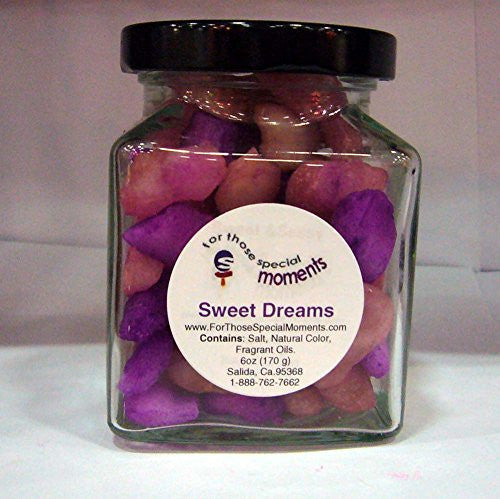 for those special
moments
Sweet Dreams
www.ForThoseSpecialMoments.com
Contains: Salt, Natural Color,
Fragrant Oils.
6oz (170 g)
Salida, Ca.95368
1-888-762-7662